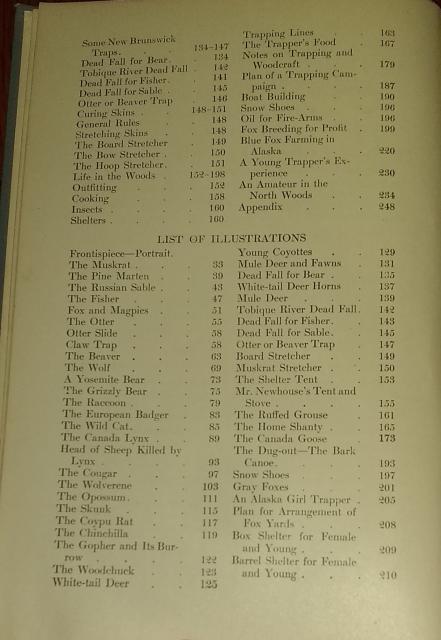 Some New Brunswick
Traps. . . 134–147
Dead Fall for Bear. 134
Tobique River Dead Fall . 142
Dead Fall for Fisher. 141
Dead Fall for Sable . 145
Otter or Beaver Trap 146
Curing Skins . . 148–151
General Rules . 148
Stretching Skins . 148
The Board Stretcher . 149
The Bow Stretcher . 150
The Hoop Stretcher. 151
Life in the Woods . 152–198
Outfitting . . 152
Cooking . . 158
Insects . . . 160
Shelters . . . 160
Trapping Lines . . 163
The Trapper's Food . 167
Notes on Trapping and
Woodcraft . . . 179
Plan of a Trapping Cam-
paign . . . 187
Boat Building . . 190
Snow Shoes . . . 196
Oil for Fire-Arms . . 196
Fox Breeding for Profit . 199
Blue Fox Farming in
Alaska . . . 220
A Young Trapper's Ex-
perience . . . 230
An Amateur in the
North Woods . . 234
Appendix . . . 248
LIST OF ILLUSTRATIONS
Frontispiece—Portrait.
The Muskrat . . . 33
The Pine Marten . . 39
The Russian Sable . . 43
The Fisher . . . 47
Fox and Magpies . . 51
The Otter . . . 55
Otter Slide . . . 58
Claw Trap . . . 58
The Beaver . . . 63
The Wolf . . . 69
A Yosemite Bear . . 73
The Grizzly Bear . . 75
The Raccoon . . . 79
The European Badger . 83
The Wild Cat. . . 85
The Canada Lynx . . 89
Head of Sheep Killed by
Lynx . . . . 93
The Cougar . . . 97
The Wolverene . . 103
The Opossum. . . 111
The Skunk . . . 115
The Coypu Rat . . 117
The Chinchilla . . 119
The Gopher and Its Bur-
row . . . . 122
The Woodchuck . . 123
White-tail Deer . . 125
Young Coyottes . . 129
Mule Deer and Fawns . 131
Dead Fall for Bear . . 135
White-tail Deer Horns . 137
Mule Deer . . . 139
Tobique River Dead Fall. 142
Dead Fall for Fisher. . 143
Dead Fall for Sable. . 145
Otter or Beaver Trap . 147
Board Stretcher . . 149
Muskrat Stretcher . . 150
The Shelter Tent . . 153
Mr. Newhouse's Tent and
Stove . . . . 155
The Ruffed Grouse . 161
The Home Shanty . . 165
The Canada Goose . 173
The Dug-out—The Bark
Canoe. . . . 193
Snow Shoes . . . 197
Gray Foxes . . . 201
An Alaska Girl Trapper . 205
Plan for Arrangement of
Fox Yards . . . 208
Box Shelter for Female
and Young . . . 209
Barrel Shelter for Female
and Young . . . 210